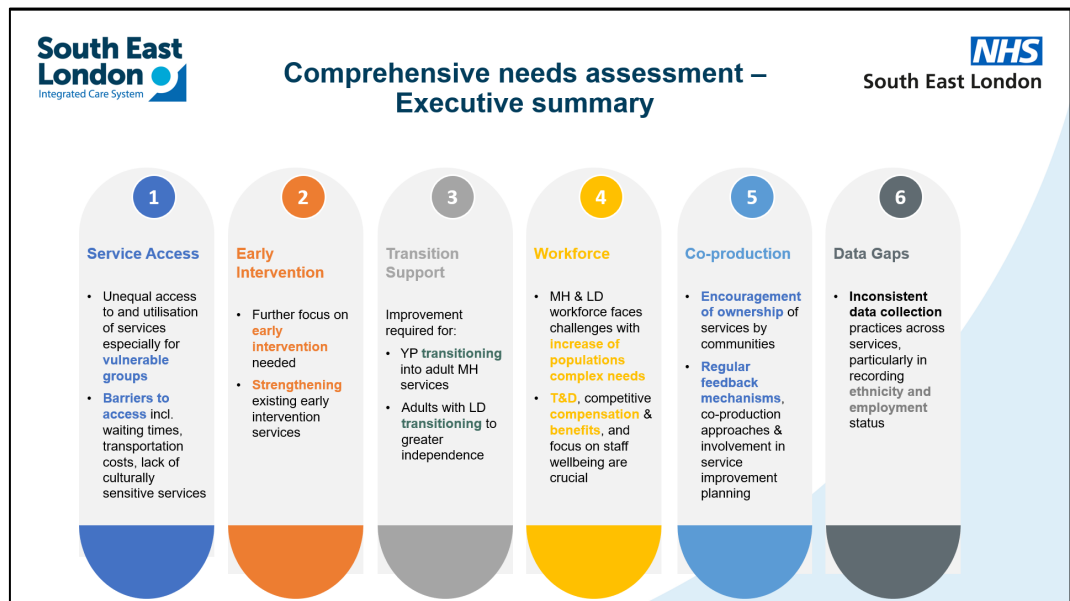 South East
London
Integrated Care System
Comprehensive needs assessment –
Executive summary
NHS
South East London
1
Service Access
• Unequal access
to and utilisation
of services
especially for
vulnerable
groups
• Barriers to
access incl.
waiting times,
transportation
costs, lack of
culturally
sensitive services
2
Early
Intervention
• Further focus on
early
intervention
needed
• Strengthening
existing early
intervention
services
3
Transition
Support
Improvement
required for:
• YP transitioning
into adult MH
services
• Adults with LD
transitioning to
greater
independence
4
Workforce
• MH & LD
workforce faces
challenges with
increase of
populations
complex needs
• T&D, competitive
compensation &
benefits, and
focus on staff
wellbeing are
crucial
5
Co-production
• Encouragement
of ownership of
services by
communities
• Regular
feedback
mechanisms,
co-production
approaches &
involvement in
service
improvement
planning
6
Data Gaps
• Inconsistent
data collection
practices across
services,
particularly in
recording
ethnicity and
employment
status